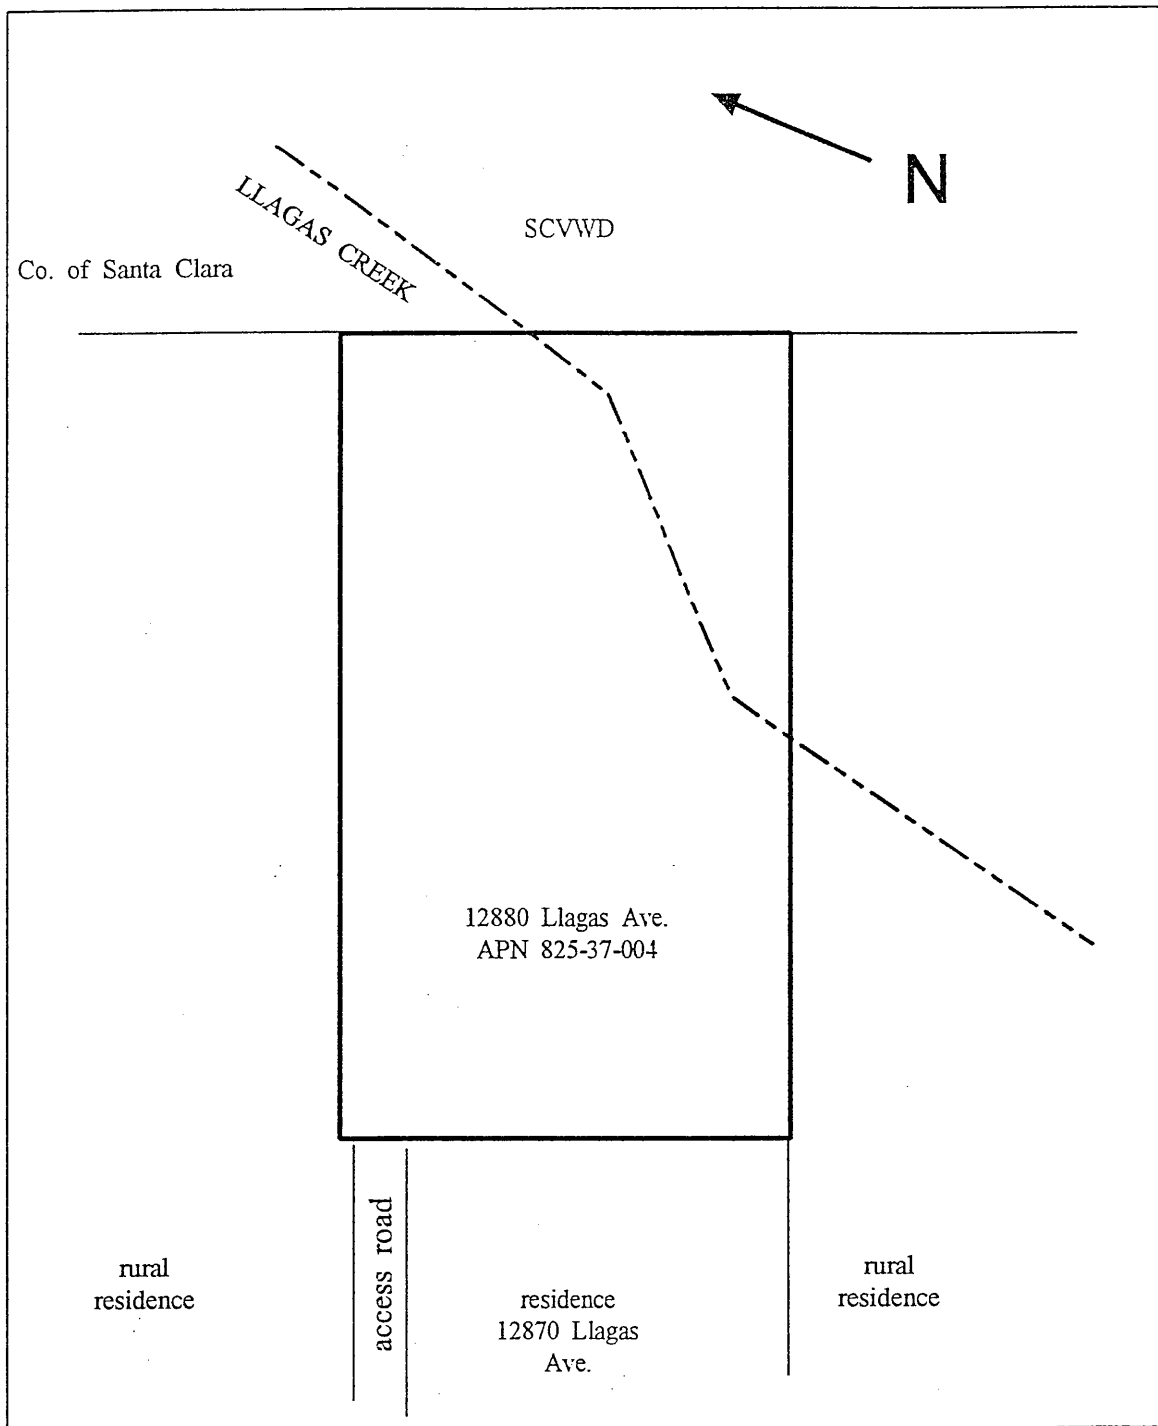 N
SCVWD
LLAGAS CREEK
Co. of Santa Clara
12880 Llagas Ave.
APN 825-37-004
access road
rural
residence
residence
12870 Llagas
Ave.
rural
residence